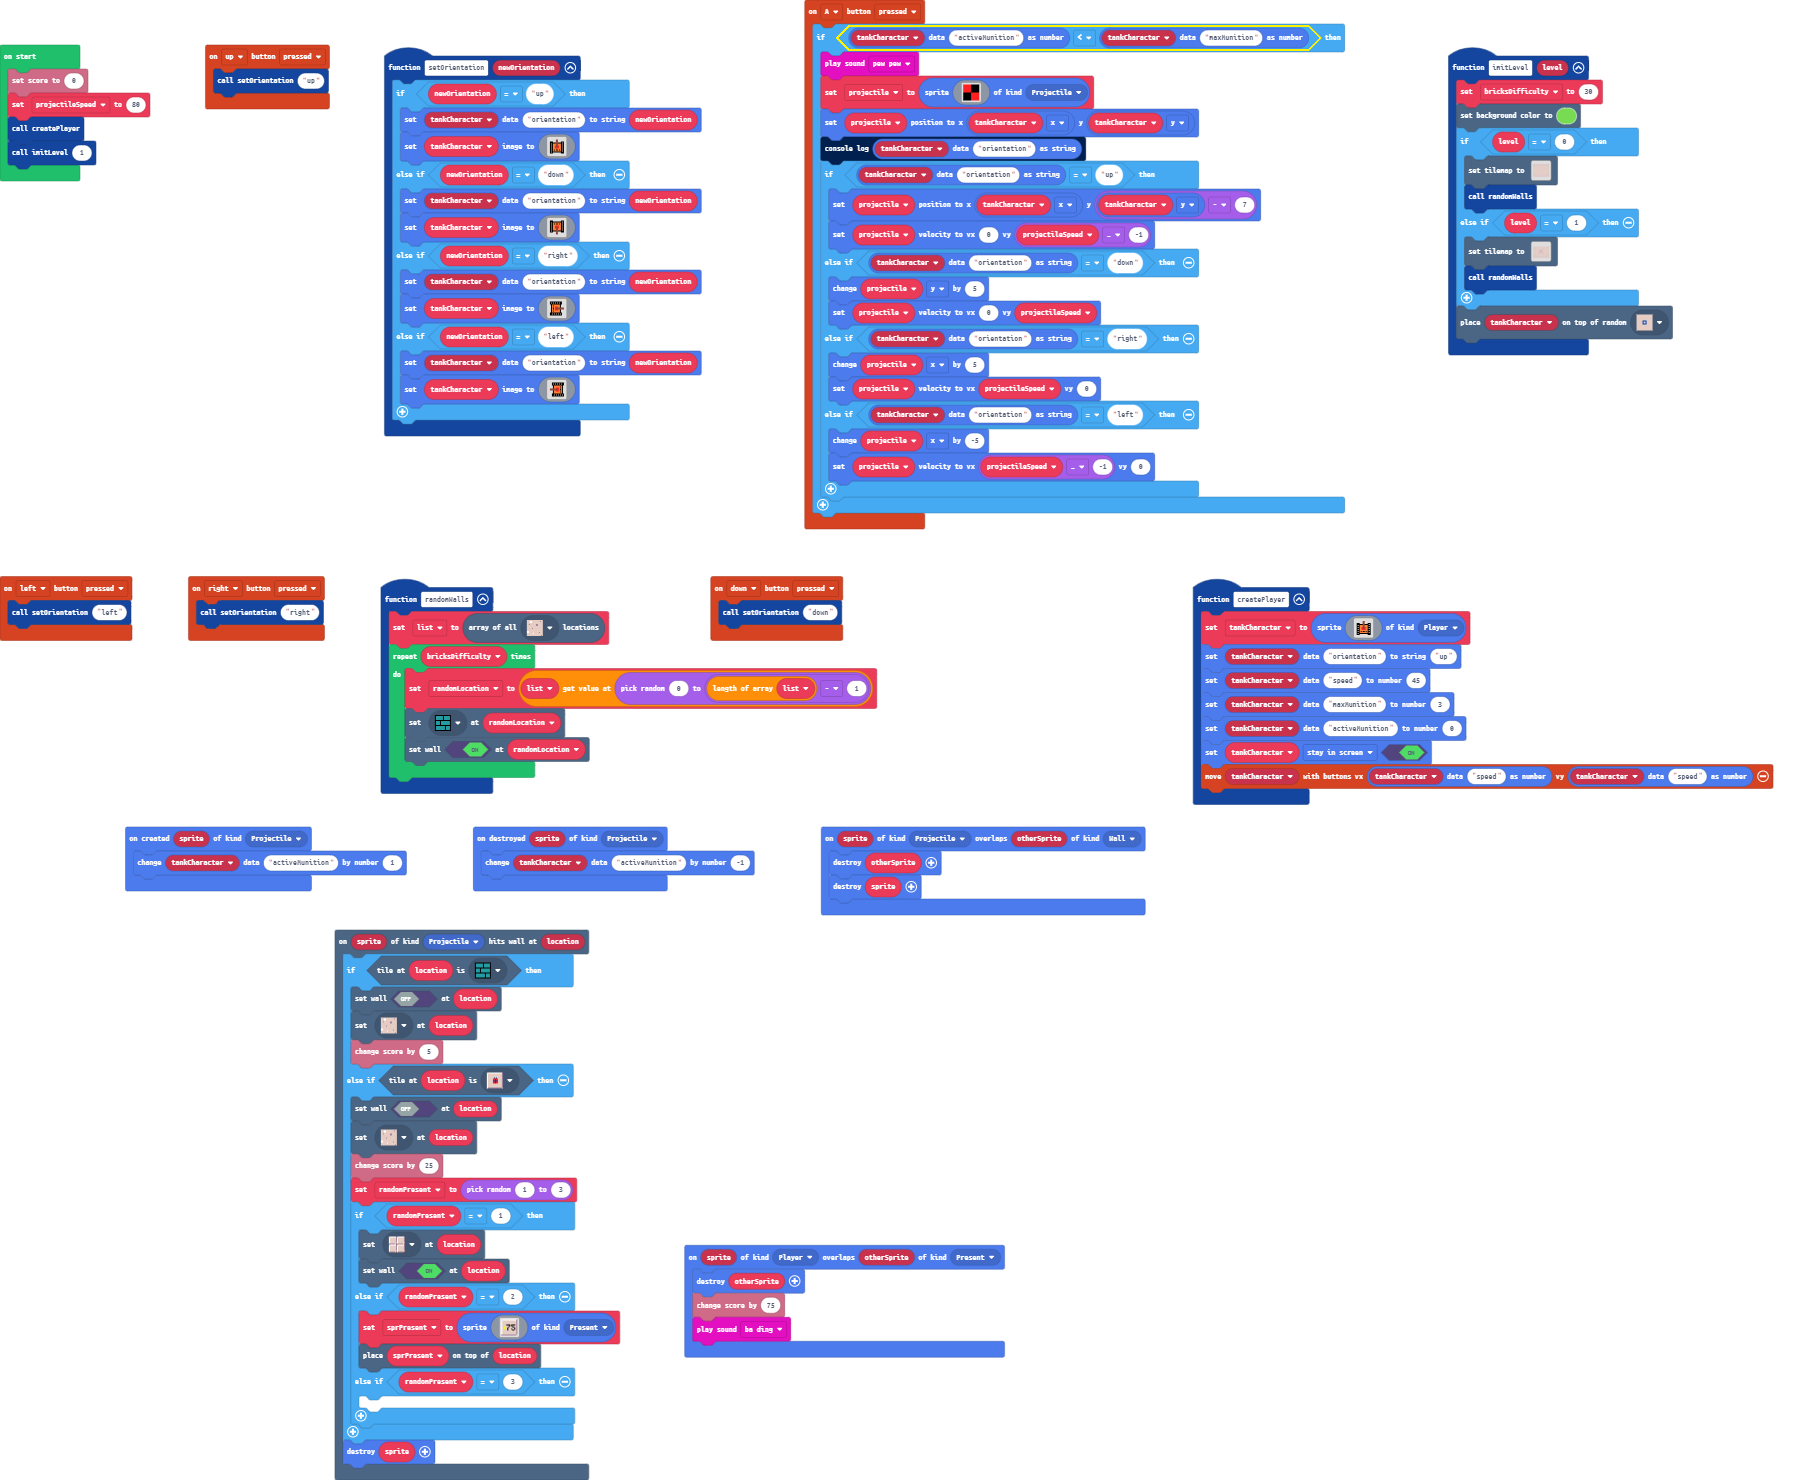 on start
set score to 0
set projectileSpeed to 80
call createPlayer
call initLevel 1
on up button pressed
call setOrientation "up"
function setOrientation newOrientation
if newOrientation = "up" then
set tankCharacter data "orientation" to string newOrientation
set tankCharacter image to
else if newOrientation = "down" then
set tankCharacter data "orientation" to string newOrientation
set tankCharacter image to
else if newOrientation = "right" then
set tankCharacter data "orientation" to string newOrientation
set tankCharacter image to
else if newOrientation = "left" then
set tankCharacter data "orientation" to string newOrientation
set tankCharacter image to
on A button pressed
if tankCharacter data "activeMunition" as number < tankCharacter data "maxMunition" as number then
play sound pew pew
set projectile to sprite of kind Projectile
set projectile position to x tankCharacter x y tankCharacter y
console log tankCharacter data "orientation" as string
if tankCharacter data "orientation" as string = "up" then
set projectile position to x tankCharacter x y tankCharacter y - 7
set projectile velocity to vx 0 vy projectileSpeed -1
else if tankCharacter data "orientation" as string = "down" then
change projectile y by 5
set projectile velocity to vx 0 vy projectileSpeed
else if tankCharacter data "orientation" as string = "right" then
change projectile x by 5
set projectile velocity to vx projectileSpeed vy 0
else if tankCharacter data "orientation" as string = "left" then
change projectile x by -5
set projectile velocity to vx projectileSpeed -1 vy 0
function initLevel level
set bricksDifficulty to 30
set background color to
if level = 0 then
set tilemap to
call randomWalls
else if level = 1 then
set tilemap to
call randomWalls
place tankCharacter on top of random
on left button pressed
call setOrientation "left"
on right button pressed
call setOrientation "right"
function randomWalls
set list to array of all locations
repeat bricksDifficulty times
do
set randomLocation to list get value at pick random 0 to length of array list - 1
set at randomLocation
set wall ON at randomLocation
on down button pressed
call setOrientation "down"
function createPlayer
set tankCharacter to sprite of kind Player
set tankCharacter data "orientation" to string "up"
set tankCharacter data "speed" to number 45
set tankCharacter data "maxMunition" to number 3
set tankCharacter data "activeMunition" to number 0
set tankCharacter stay in screen ON
move tankCharacter with buttons vx tankCharacter data "speed" as number vy tankCharacter data "speed" as number
on created sprite of kind Projectile
change tankCharacter data "activeMunition" by number 1
on destroyed sprite of kind Projectile
change tankCharacter data "activeMunition" by number -1
on sprite of kind Projectile overlaps otherSprite of kind Wall
destroy otherSprite
destroy sprite
on sprite of kind Projectile hits wall at location
if tile at location is then
set wall OFF at location
set at location
change score by 5
else if tile at location is then
set wall OFF at location
set at location
change score by 25
set randomPresent to pick random 1 to 3
if randomPresent = 1 then
set at location
set wall ON at location
else if randomPresent = 2 then
set sprPresent to sprite 75 of kind Present
place sprPresent on top of location
else if randomPresent = 3 then
destroy sprite
on sprite of kind Player overlaps otherSprite of kind Present
destroy otherSprite
change score by 75
play sound ba ding